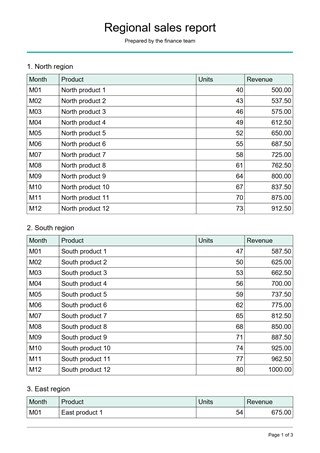 Regional sales report
Prepared by the finance team
1. North region
Month Product Units Revenue
M01 North product 1 40 500.00
M02 North product 2 43 537.50
M03 North product 3 46 575.00
M04 North product 4 49 612.50
M05 North product 5 52 650.00
M06 North product 6 55 687.50
M07 North product 7 58 725.00
M08 North product 8 61 762.50
M09 North product 9 64 800.00
M10 North product 10 67 837.50
M11 North product 11 70 875.00
M12 North product 12 73 912.50
2. South region
Month Product Units Revenue
M01 South product 1 47 587.50
M02 South product 2 50 625.00
M03 South product 3 53 662.50
M04 South product 4 56 700.00
M05 South product 5 59 737.50
M06 South product 6 62 775.00
M07 South product 7 65 812.50
M08 South product 8 68 850.00
M09 South product 9 71 887.50
M10 South product 10 74 925.00
M11 South product 11 77 962.50
M12 South product 12 80 1000.00
3. East region
Month Product Units Revenue
M01 East product 1 54 675.00
Page 1 of 3